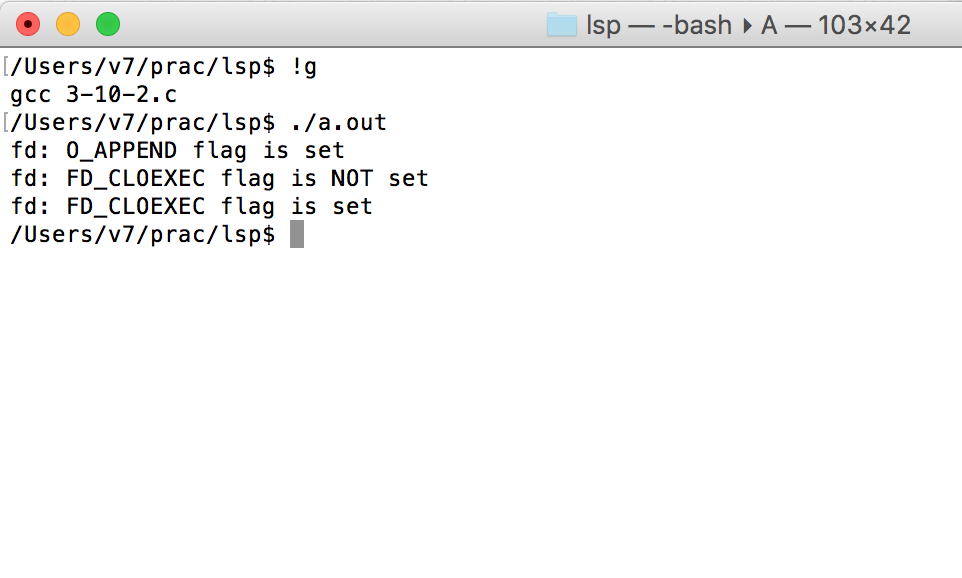 lsp — -bash ▸ A — 103×42
[/Users/v7/prac/lsp$ !g
gcc 3-10-2.c
[/Users/v7/prac/lsp$ ./a.out
fd: O_APPEND flag is set
fd: FD_CLOEXEC flag is NOT set
fd: FD_CLOEXEC flag is set
/Users/v7/prac/lsp$